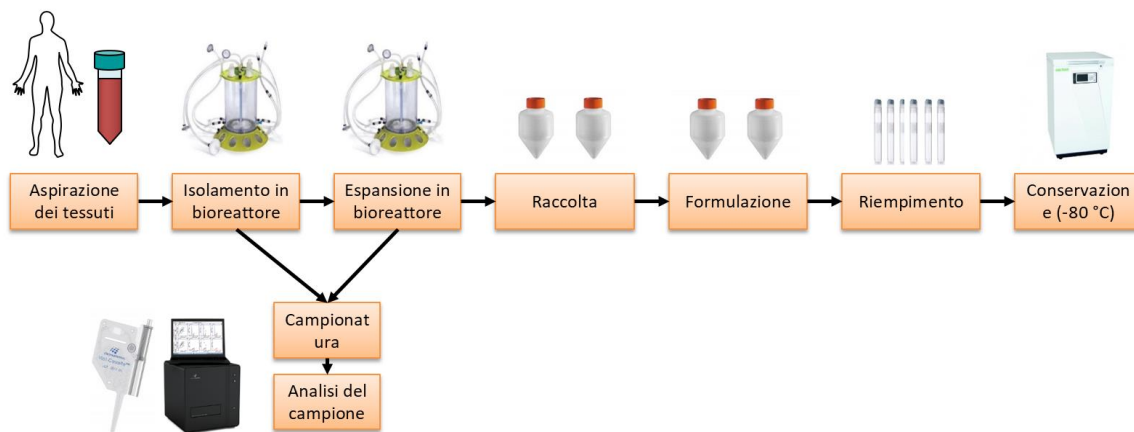 Aspirazione
dei tessuti
Isolamento in
bioreattore
Espansione in
bioreattore
Raccolta
Formulazione
Riempimento
Conservazion
e (-80 °C)
Campionat
ura
Analisi del
campione